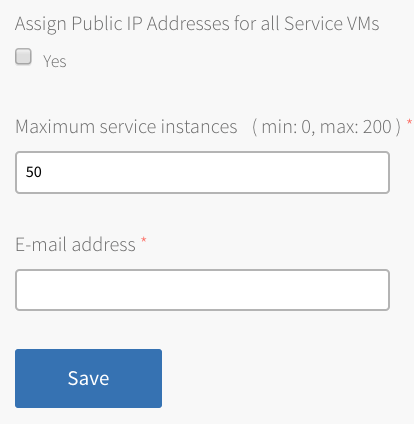 Assign Public IP Addresses for all Service VMs
Yes
Maximum service instances ( min: 0, max: 200 ) *
50
E-mail address *
Save